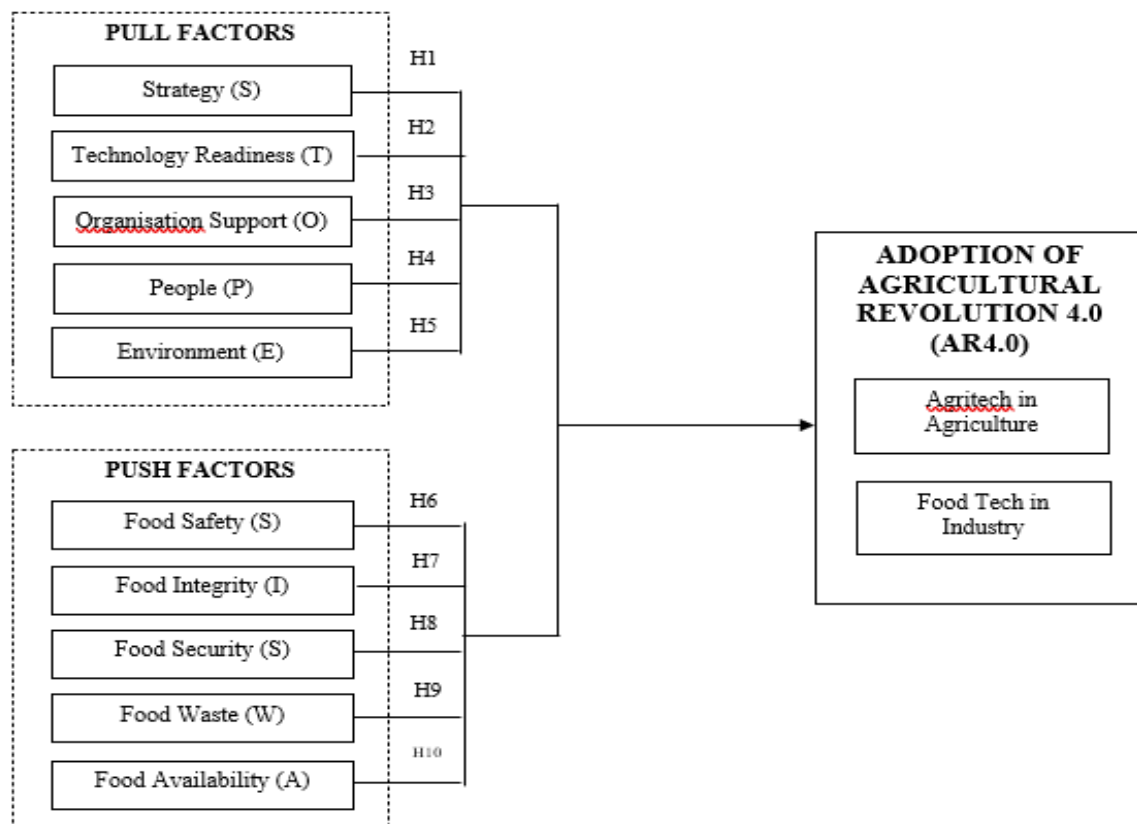 PULL FACTORS
H1
Strategy (S)
H2
Technology Readiness (T)
H3
Organisation Support (O)
H4
People (P)
H5
Environment (E)
PUSH FACTORS
H6
Food Safety (S)
H7
Food Integrity (I)
H8
Food Security (S)
H9
Food Waste (W)
H10
Food Availability (A)
ADOPTION OF
AGRICULTURAL
REVOLUTION 4.0
(AR4.0)
Agritech in
Agriculture
Food Tech in
Industry